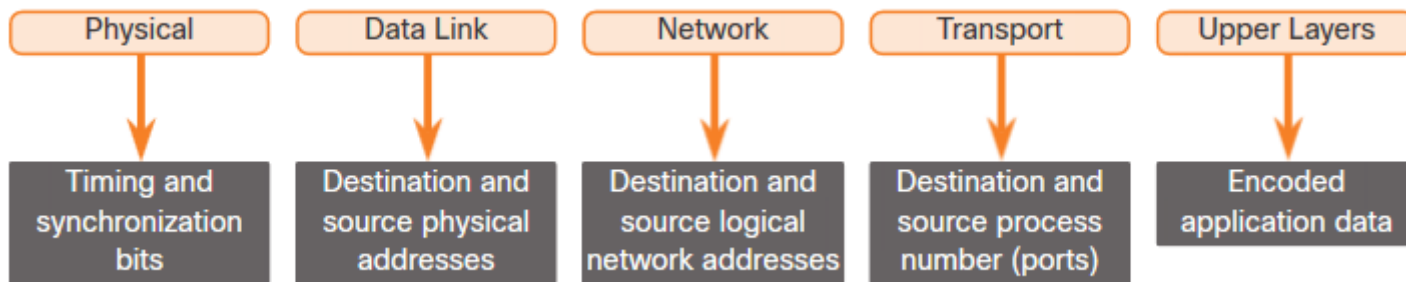 Physical
Data Link
Network
Transport
Upper Layers
Timing and
synchronization
bits
Destination and
source physical
addresses
Destination and
source logical
network addresses
Destination and
source process
number (ports)
Encoded
application data